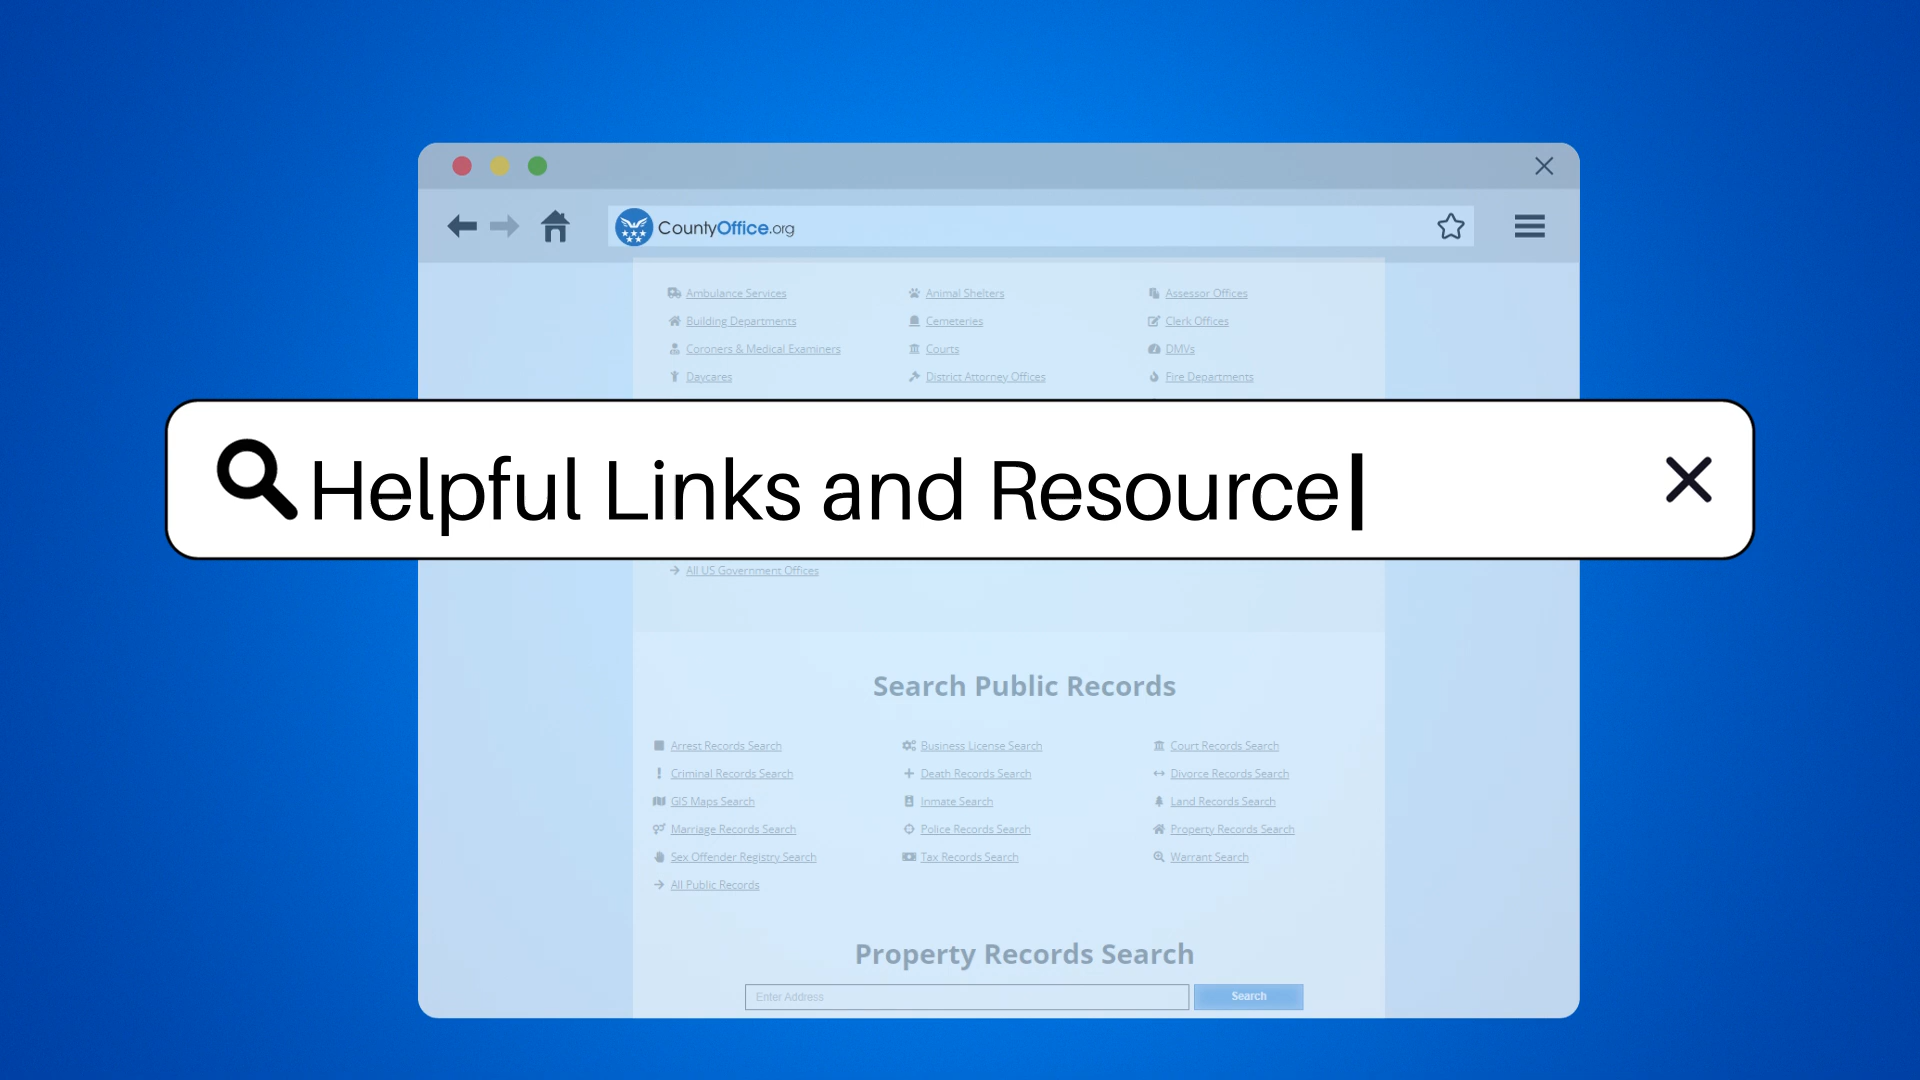 CountyOffice.org
Ambulance Services Animal Shelters Assessor Offices
Building Departments Cemeteries Clerk Offices
Coroners & Medical Examiners Courts DMVs
Daycares District Attorney Offices Fire Departments
Helpful Links and Resource
All US Government Offices
Search Public Records
Arrest Records Search Business License Search Court Records Search
Criminal Records Search Death Records Search Divorce Records Search
GIS Maps Search Inmate Search Land Records Search
Marriage Records Search Police Records Search Property Records Search
Sex Offender Registry Search Tax Records Search Warrant Search
All Public Records
Property Records Search
Enter Address Search